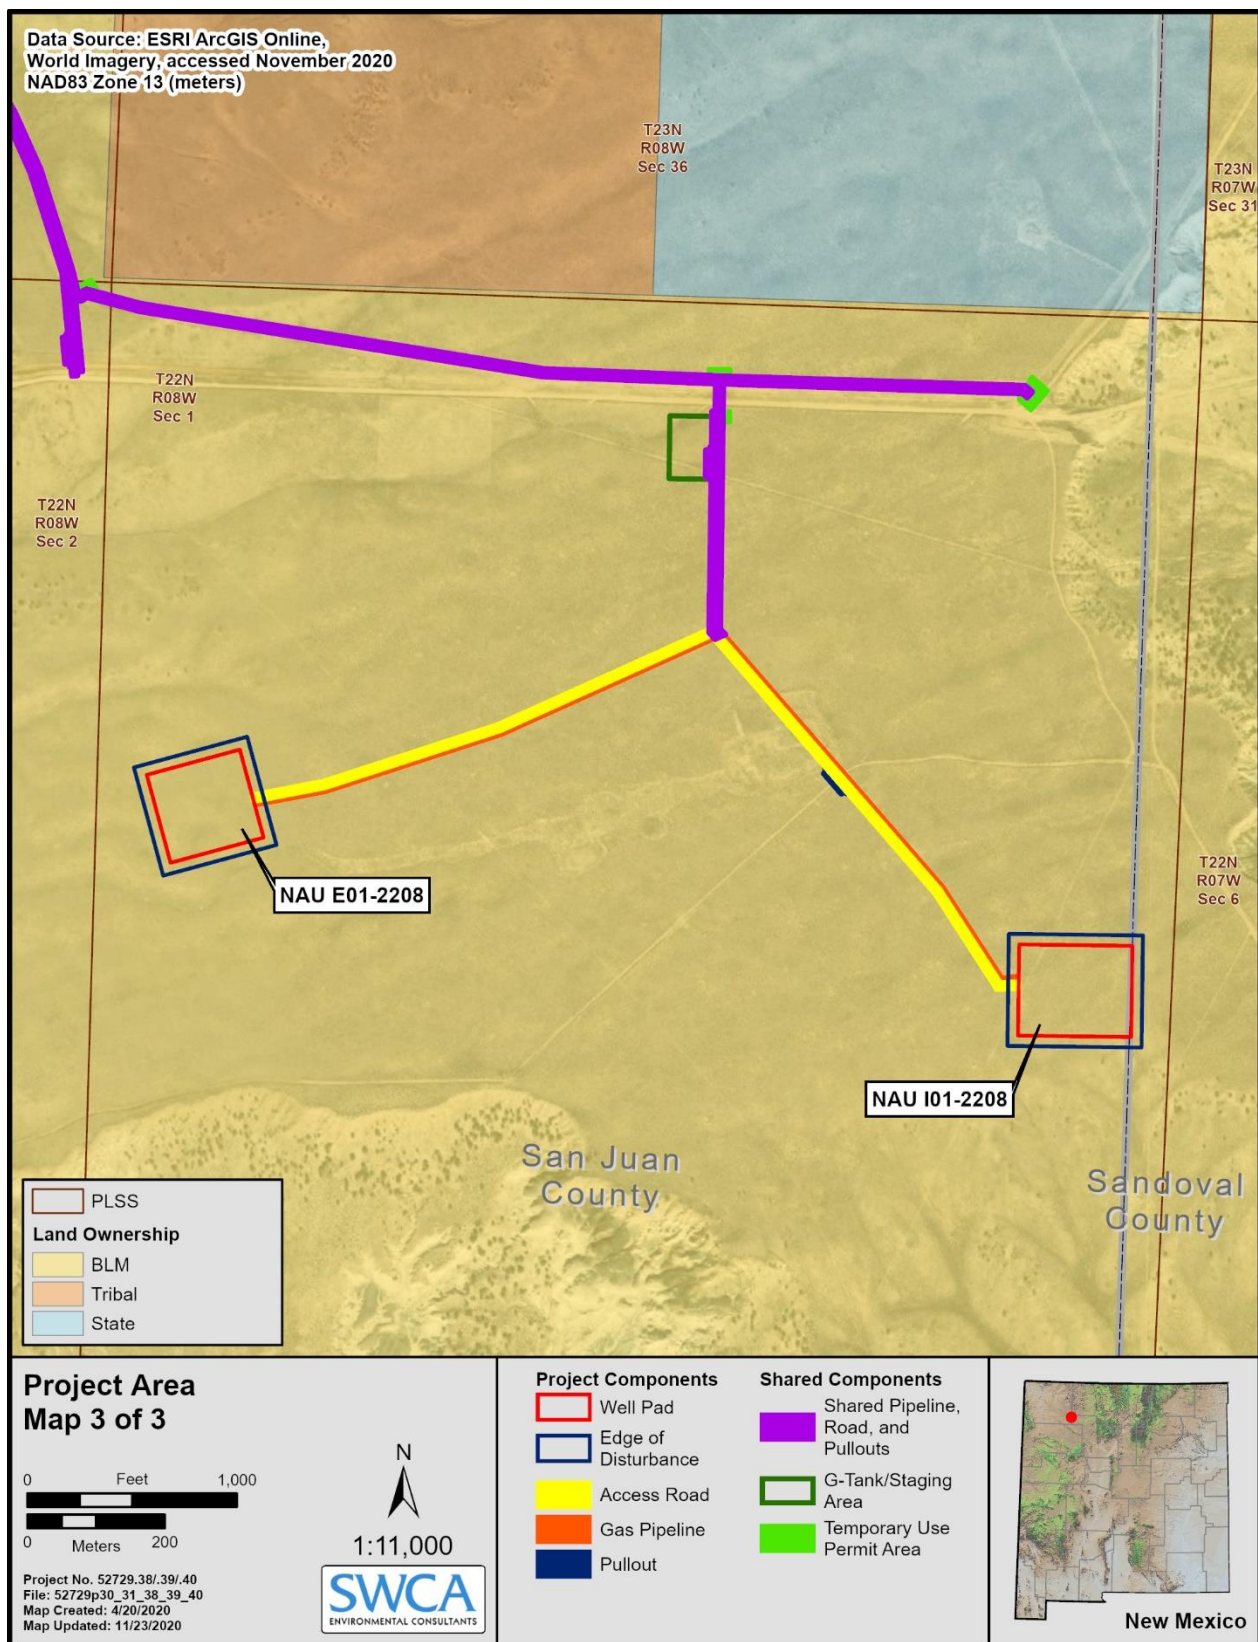 Data Source: ESRI ArcGIS Online,
World Imagery, accessed November 2020
NAD83 Zone 13 (meters)
T23N
R08W
Sec 36
T23N
R07W
Sec 31
T22N
R08W
Sec 1
T22N
R08W
Sec 2
T22N
R07W
Sec 6
NAU E01-2208
NAU I01-2208
San Juan
County
Sandoval
County
PLSS
Land Ownership
BLM
Tribal
State
Project Area
Map 3 of 3
0 Feet 1,000
0 Meters 200
Project No. 52729.38/.39/.40
File: 52729p30_31_38_39_40
Map Created: 4/20/2020
Map Updated: 11/23/2020
N
1:11,000
SWCA
ENVIRONMENTAL CONSULTANTS
Project Components
Well Pad
Edge of
Disturbance
Access Road
Gas Pipeline
Pullout
Shared Components
Shared Pipeline,
Road, and
Pullouts
G-Tank/Staging
Area
Temporary Use
Permit Area
New Mexico